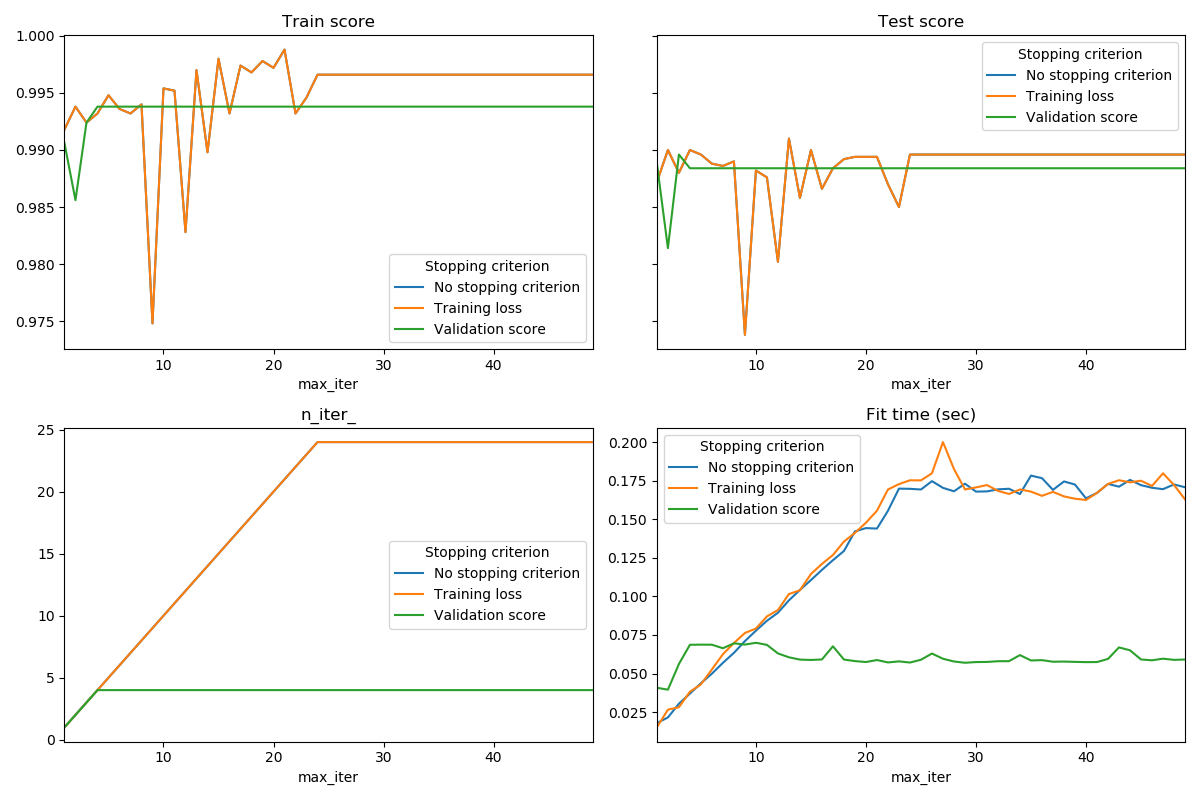 Train score
1.000
0.995
0.990
0.985
0.980
0.975
Stopping criterion
No stopping criterion
Training loss
Validation score
10 20 30 40
max_iter
Test score
Stopping criterion
No stopping criterion
Training loss
Validation score
10 20 30 40
max_iter
n_iter_
25
20
15
10
5
0
Stopping criterion
No stopping criterion
Training loss
Validation score
10 20 30 40
max_iter
Fit time (sec)
0.200
0.175
0.150
0.125
0.100
0.075
0.050
0.025
Stopping criterion
No stopping criterion
Training loss
Validation score
10 20 30 40
max_iter